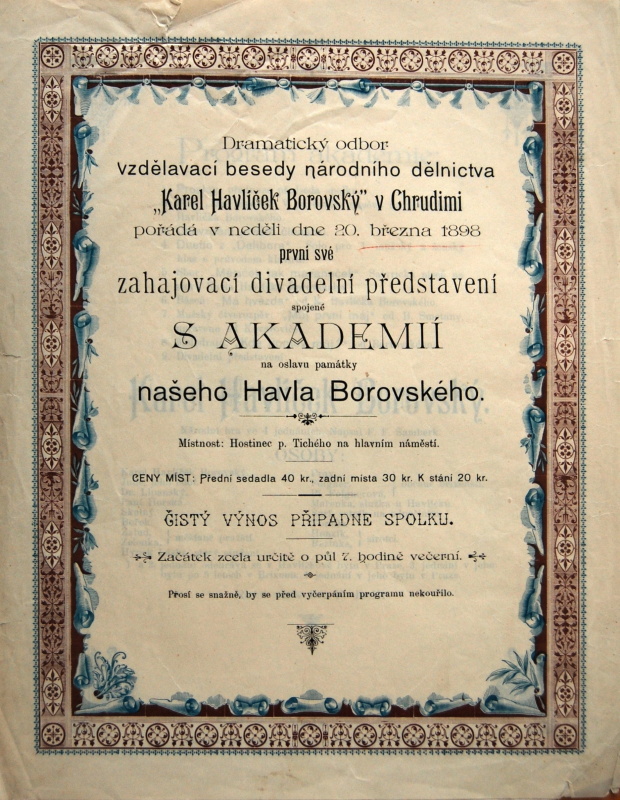 Dramatický odbor
vzdělavací besedy národního dělnictva
„Karel Havlíček Borovský" v Chrudimi
pořádá v neděli dne 20. března 1898
první své
zahajovací divadelní představení
spojené
S AKADEMIÍ
na oslavu památky
našeho Havla Borovského.
Místnost: Hostinec p. Tichého na hlavním náměstí.
CENY MÍST: Přední sedadla 40 kr., zadní místa 30 kr. K stání 20 kr.
ČISTÝ VÝNOS PŘIPADNE SPOLKU.
Začátek zcela určitě o půl 7. hodině večerní.
Prosí se snažně, by se před vyčerpáním programu nekouřilo.